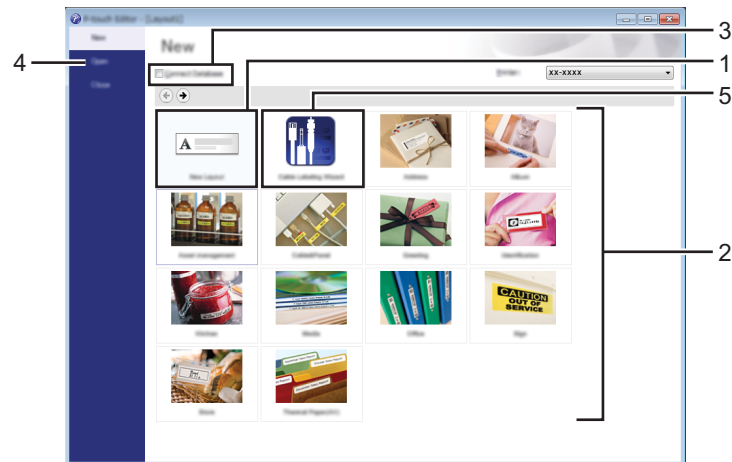 P-touch Editor - [Layout1]
3
New
New
4
Open
1
Connect Database
Printer:
xx-xxxx
Close
5
A
New Layout
Cable Labeling Wizard
Address
Album
2
Asset management
Cable&Panel
Greeting
Identification
CAUTION
OUT OF
SERVICE
Kitchen
Media
Office
Sign
Store
Thermal